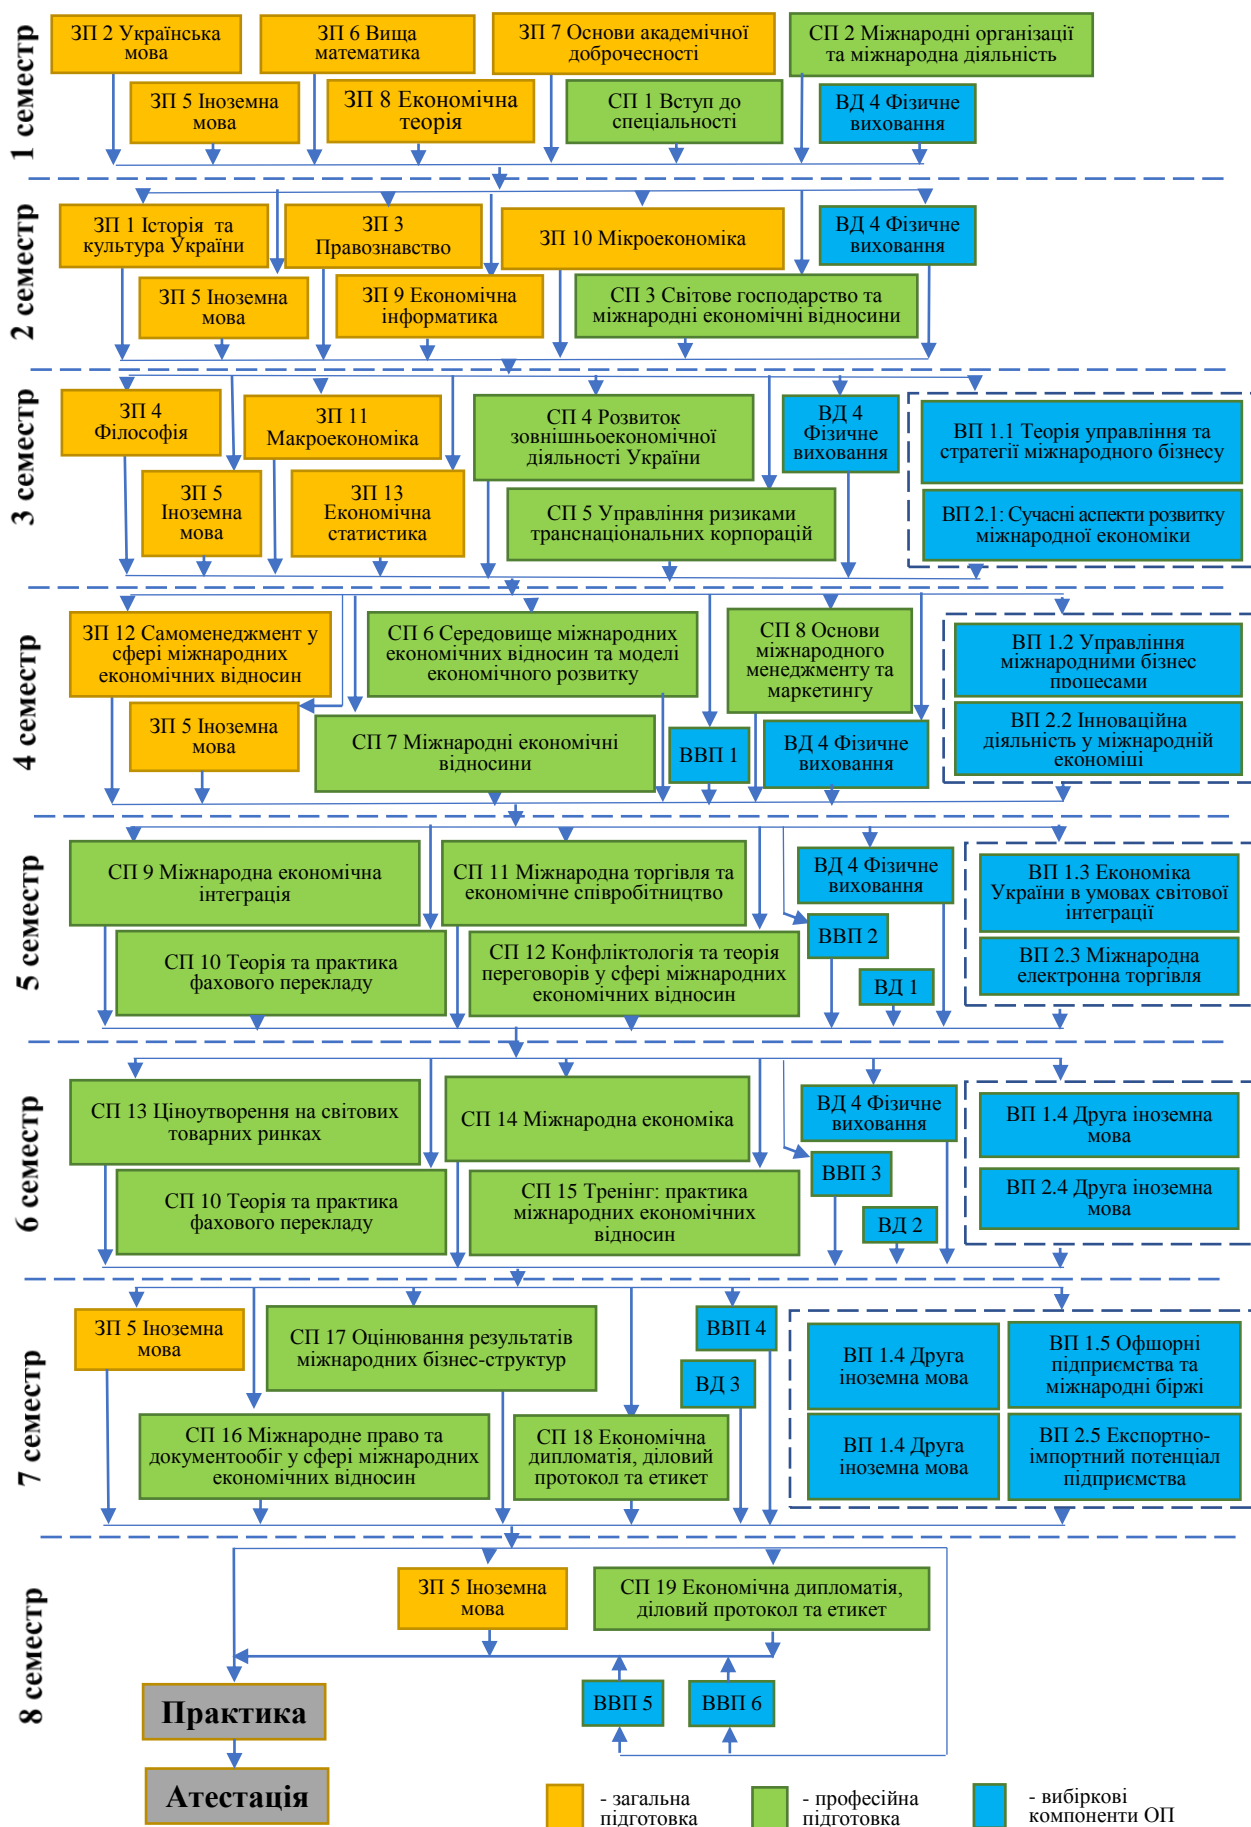 1 семестр
ЗП 2 Українська
мова
ЗП 6 Вища
математика
ЗП 7 Основи академічної
доброчесності
СП 2 Міжнародні організації
та міжнародна діяльність
ЗП 5 Іноземна
мова
ЗП 8 Економічна
теорія
СП 1 Вступ до
спеціальності
ВД 4 Фізичне
виховання
2 семестр
ЗП 1 Історія та
культура України
ЗП 3
Правознавство
ЗП 10 Мікроекономіка
ВД 4 Фізичне
виховання
ЗП 5 Іноземна
мова
ЗП 9 Економічна
інформатика
СП 3 Світове господарство та
міжнародні економічні відносини
3 семестр
ЗП 4
Філософія
ЗП 11
Макроекономіка
СП 4 Розвиток
зовнішньоекономічної
діяльності України
ВД 4
Фізичне
виховання
ВП 1.1 Теорія управління та
стратегії міжнародного бізнесу
ЗП 5
Іноземна
мова
ЗП 13
Економічна
статистика
СП 5 Управління ризиками
транснаціональних корпорацій
ВП 2.1: Сучасні аспекти розвитку
міжнародної економіки
4 семестр
ЗП 12 Самоменеджмент у
сфері міжнародних
економічних відносин
СП 6 Середовище міжнародних
економічних відносин та моделі
економічного розвитку
СП 8 Основи
міжнародного
менеджменту та
маркетингу
ВП 1.2 Управління
міжнародними бізнес
процесами
ЗП 5 Іноземна
мова
СП 7 Міжнародні економічні
відносини
ВВП 1
ВД 4 Фізичне
виховання
ВП 2.2 Інноваційна
діяльність у міжнародній
економіці
5 семестр
СП 9 Міжнародна економічна
інтеграція
СП 11 Міжнародна торгівля та
економічне співробітництво
ВД 4 Фізичне
виховання
ВП 1.3 Економіка
України в умовах світової
інтеграції
СП 10 Теорія та практика
фахового перекладу
СП 12 Конфліктологія та теорія
переговорів у сфері міжнародних
економічних відносин
ВВП 2
ВД 1
ВП 2.3 Міжнародна
електронна торгівля
6 семестр
СП 13 Ціноутворення на світових
товарних ринках
СП 14 Міжнародна економіка
ВД 4 Фізичне
виховання
ВП 1.4 Друга іноземна
мова
СП 10 Теорія та практика
фахового перекладу
СП 15 Тренінг: практика
міжнародних економічних
відносин
ВВП 3
ВД 2
ВП 2.4 Друга іноземна
мова
7 семестр
ЗП 5 Іноземна
мова
СП 17 Оцінювання результатів
міжнародних бізнес-структур
ВВП 4
ВД 3
ВП 1.4 Друга
іноземна мова
ВП 1.5 Офшорні
підприємства та
міжнародні біржі
СП 16 Міжнародне право та
документообіг у сфері міжнародних
економічних відносин
СП 18 Економічна
дипломатія, діловий
протокол та етикет
ВП 1.4 Друга
іноземна мова
ВП 2.5 Експортно-
імпортний потенціал
підприємства
8 семестр
ЗП 5 Іноземна
мова
СП 19 Економічна дипломатія,
діловий протокол та етикет
Практика
ВВП 5
ВВП 6
Атестація
- загальна
підготовка
- професійна
підготовка
- вибіркові
компоненти ОП